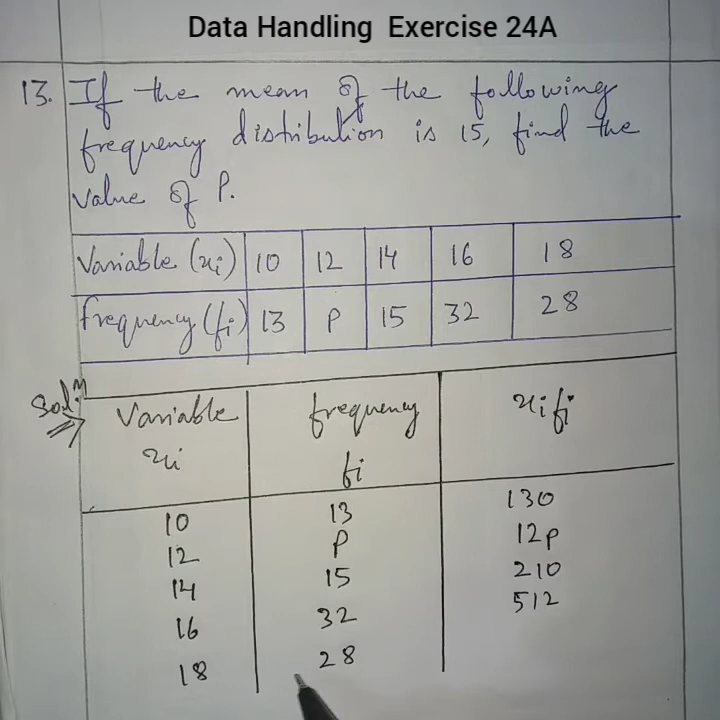 Data Handling Exercise 24A
13. If the mean of the following
frequency distribution is 15, find the
value of P.
Variable (xi) 10 12 14 16 18
frequency (fi) 13 P 15 32 28
Solⁿ: Variable frequency xifi
xi fi
10 13 130
12 P 12p
14 15 210
16 32 512
18 28